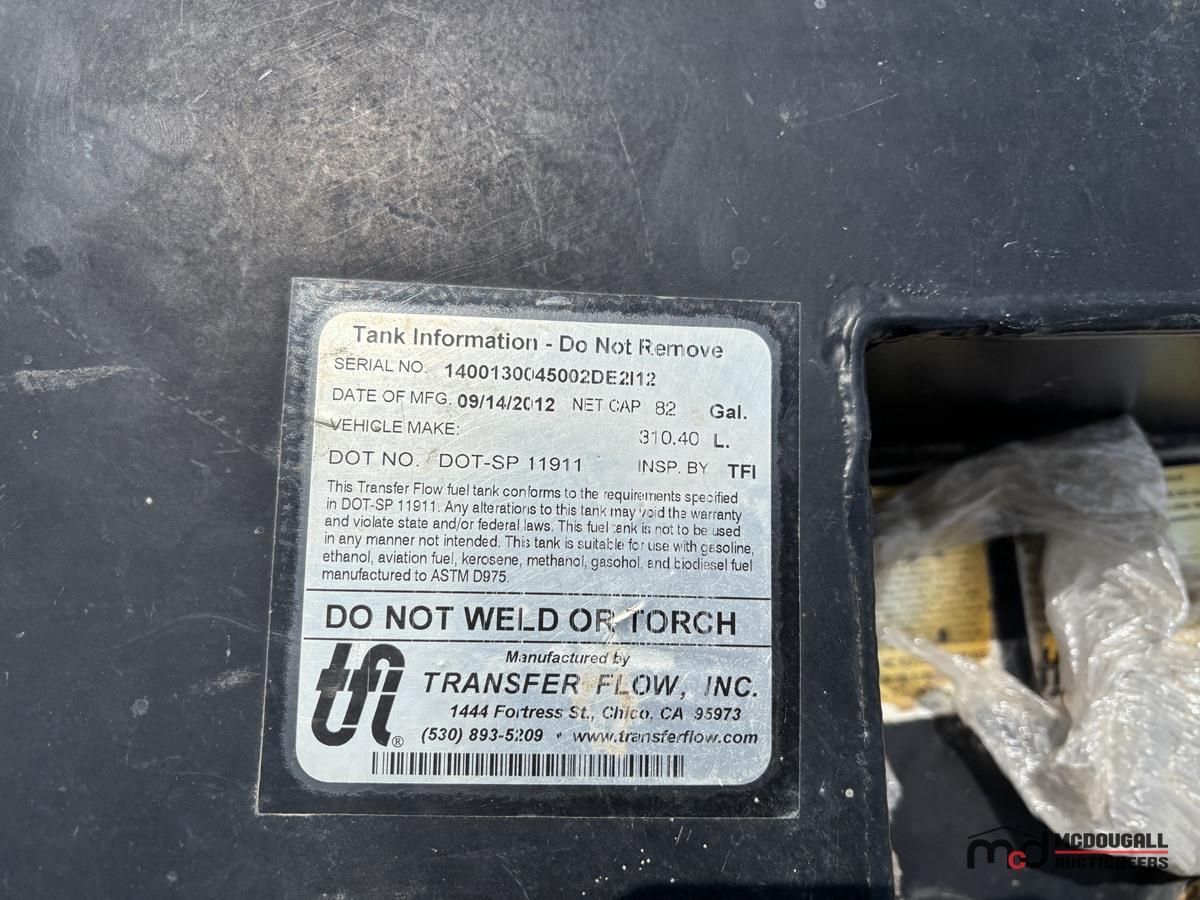 Tank Information - Do Not Remove
SERIAL NO. 1400130045002DE2I12
DATE OF MFG. 09/14/2012 NET CAP 82 Gal.
VEHICLE MAKE: 310.40 L.
DOT NO. DOT-SP 11911 INSP. BY TFI
This Transfer Flow fuel tank conforms to the requirements specified
in DOT-SP 11911. Any alterations to this tank may void the warranty
and violate state and/or federal laws. This fuel tank is not to be used
in any manner not intended. This tank is suitable for use with gasoline,
ethanol, aviation fuel, kerosene, methanol, gasohol, and biodiesel fuel
manufactured to ASTM D975.
DO NOT WELD OR TORCH
tfi®
Manufactured by
TRANSFER FLOW, INC.
1444 Fortress St., Chico, CA 95973
(530) 893-5209 • www.transferflow.com
mcd MCDOUGALL
AUCTIONEERS